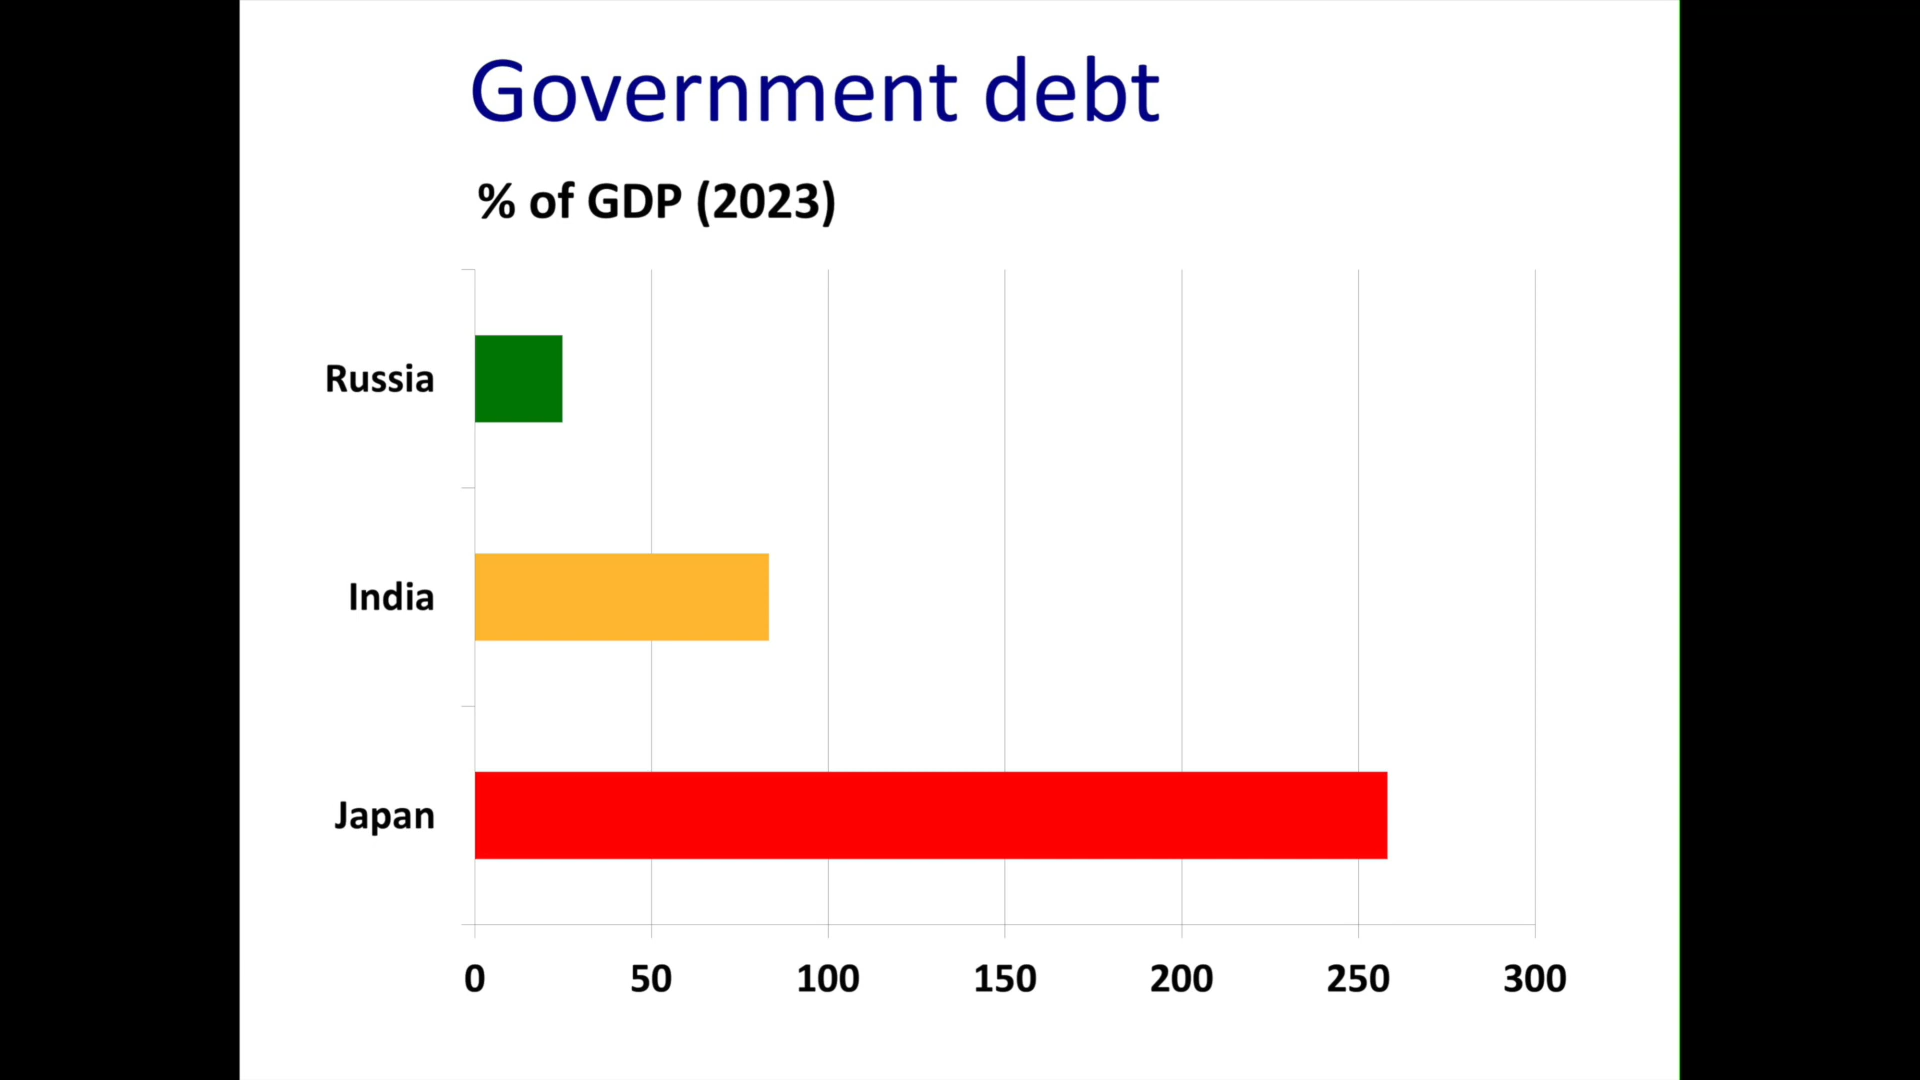 Government debt
% of GDP (2023)
Russia
India
Japan
0 50 100 150 200 250 300